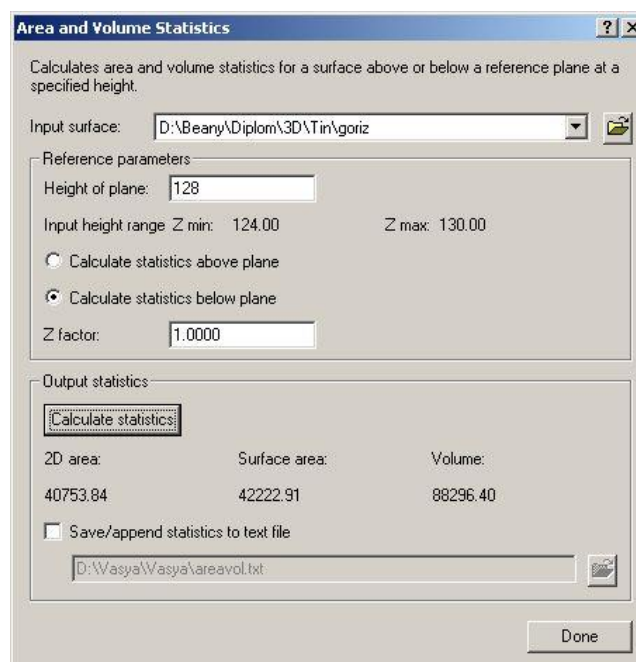 Area and Volume Statistics
Calculates area and volume statistics for a surface above or below a reference plane at a
specified height.
Input surface: D:\Beany\Diplom\3D\Tin\goriz
Reference parameters
Height of plane: 128
Input height range Z min: 124.00 Z max: 130.00
Calculate statistics above plane
Calculate statistics below plane
Z factor: 1.0000
Output statistics
Calculate statistics
2D area: Surface area: Volume:
40753.84 42222.91 88296.40
Save/append statistics to text file
D:\Vasya\Vasya\areavol.txt
Done